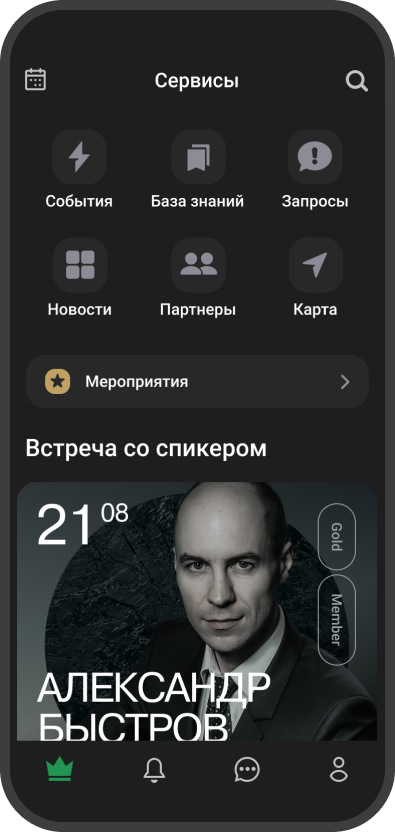 Сервисы
События
База знаний
Запросы
Новости
Партнеры
Карта
Мероприятия
Встреча со спикером
21 08
Gold
Member
АЛЕКСАНДР
БЫСТРОВ